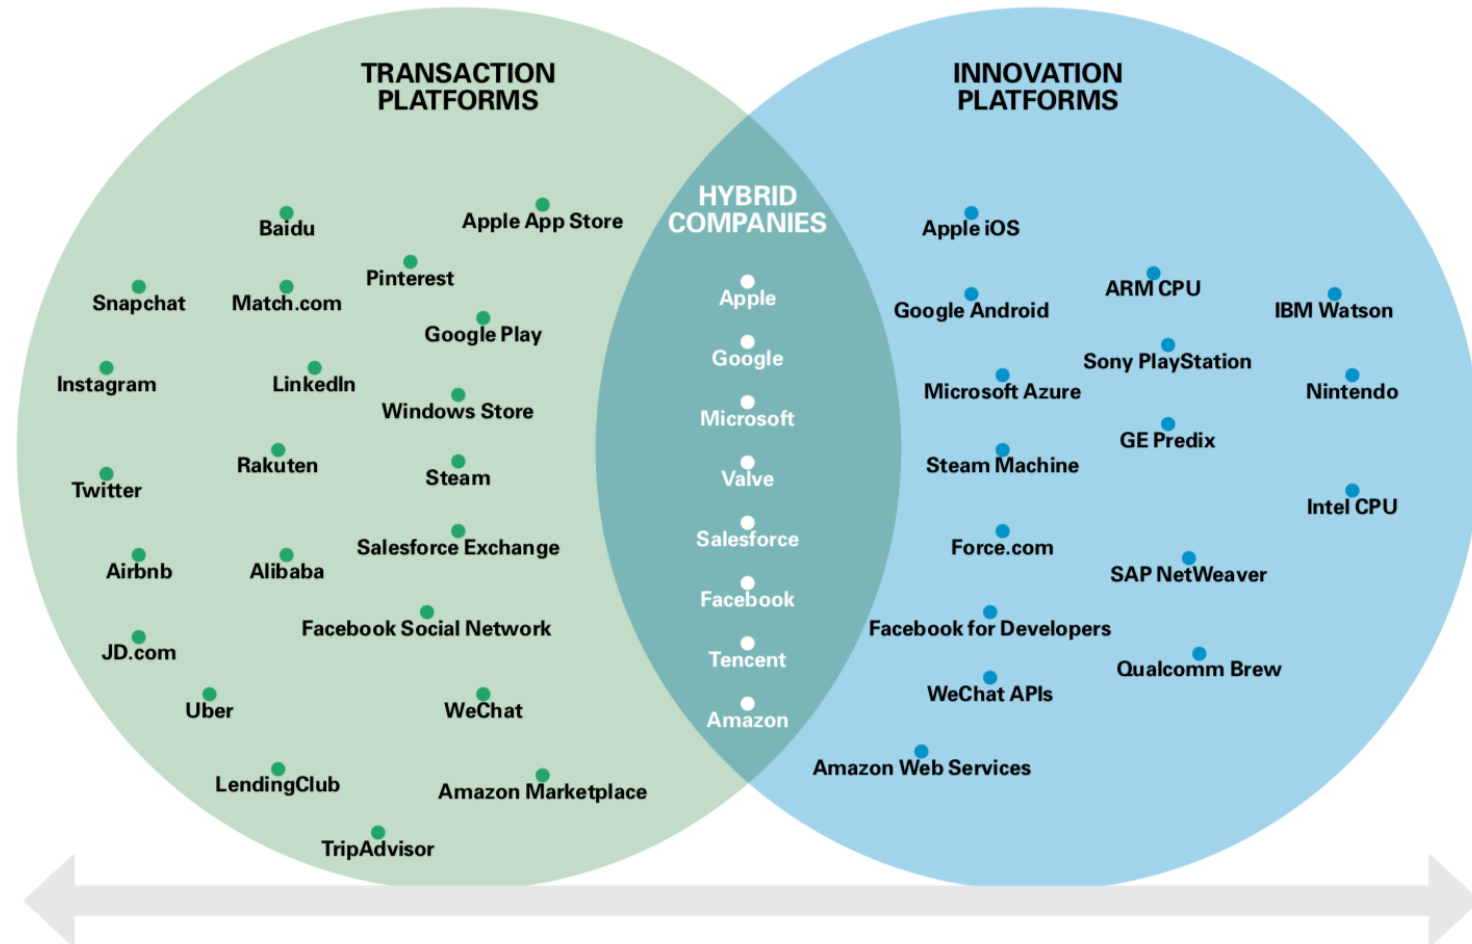 TRANSACTION
PLATFORMS
Baidu
Apple App Store
Pinterest
Snapchat
Match.com
Google Play
Instagram
LinkedIn
Windows Store
Rakuten
Steam
Twitter
Salesforce Exchange
Airbnb
Alibaba
Facebook Social Network
JD.com
Uber
WeChat
LendingClub
Amazon Marketplace
TripAdvisor
HYBRID
COMPANIES
Apple
Google
Microsoft
Valve
Salesforce
Facebook
Tencent
Amazon
INNOVATION
PLATFORMS
Apple iOS
ARM CPU
Google Android
IBM Watson
Sony PlayStation
Microsoft Azure
Nintendo
GE Predix
Steam Machine
Intel CPU
Force.com
SAP NetWeaver
Facebook for Developers
Qualcomm Brew
WeChat APIs
Amazon Web Services